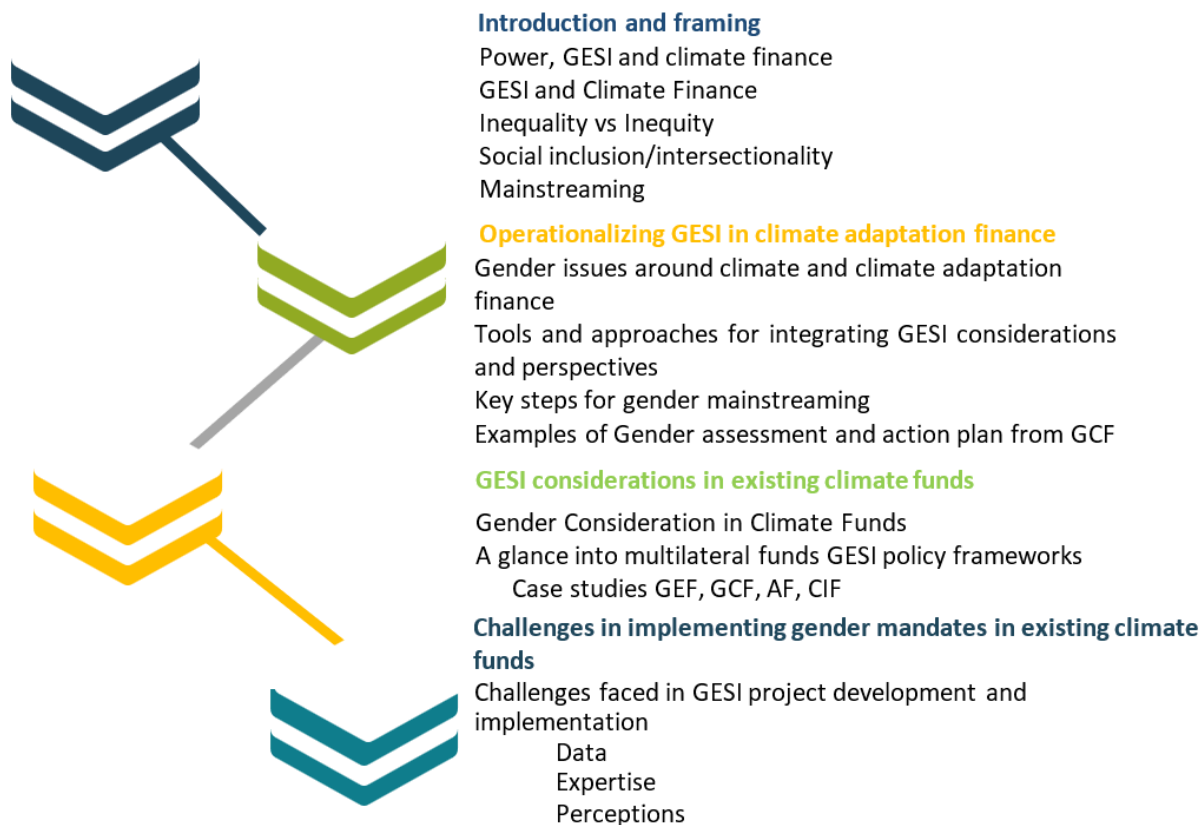 Introduction and framing
Power, GESI and climate finance
GESI and Climate Finance
Inequality vs Inequity
Social inclusion/intersectionality
Mainstreaming
Operationalizing GESI in climate adaptation finance
Gender issues around climate and climate adaptation
finance
Tools and approaches for integrating GESI considerations
and perspectives
Key steps for gender mainstreaming
Examples of Gender assessment and action plan from GCF
GESI considerations in existing climate funds
Gender Consideration in Climate Funds
A glance into multilateral funds GESI policy frameworks
Case studies GEF, GCF, AF, CIF
Challenges in implementing gender mandates in existing climate
funds
Challenges faced in GESI project development and
implementation
Data
Expertise
Perceptions